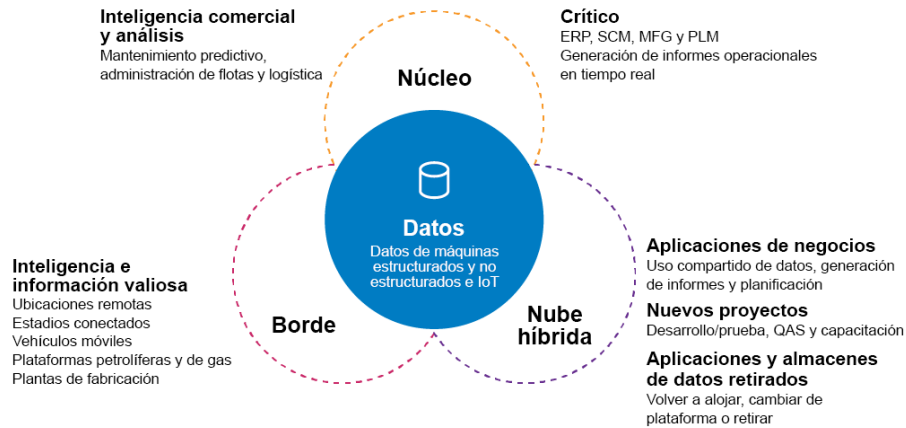 Inteligencia comercial
y análisis
Mantenimiento predictivo,
administración de flotas y logística
Crítico
ERP, SCM, MFG y PLM
Generación de informes operacionales
en tiempo real
Núcleo
Datos
Datos de máquinas
estructurados y no
estructurados e IoT
Inteligencia e
información valiosa
Ubicaciones remotas
Estadios conectados
Vehículos móviles
Plataformas petrolíferas y de gas
Plantas de fabricación
Borde
Nube
híbrida
Aplicaciones de negocios
Uso compartido de datos, generación
de informes y planificación
Nuevos proyectos
Desarrollo/prueba, QAS y capacitación
Aplicaciones y almacenes
de datos retirados
Volver a alojar, cambiar de
plataforma o retirar